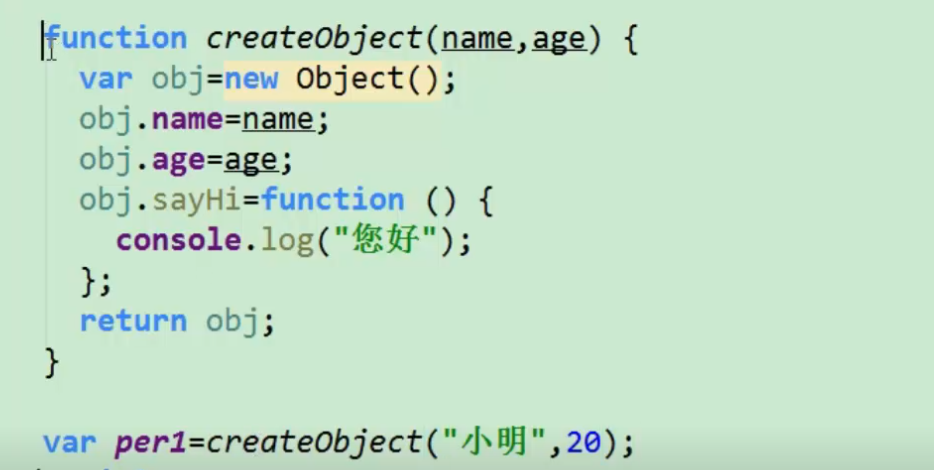 function createObject(name,age) {
var obj=new Object();
obj.name=name;
obj.age=age;
obj.sayHi=function () {
console.log("您好");
};
return obj;
}
var per1=createObject("小明",20);